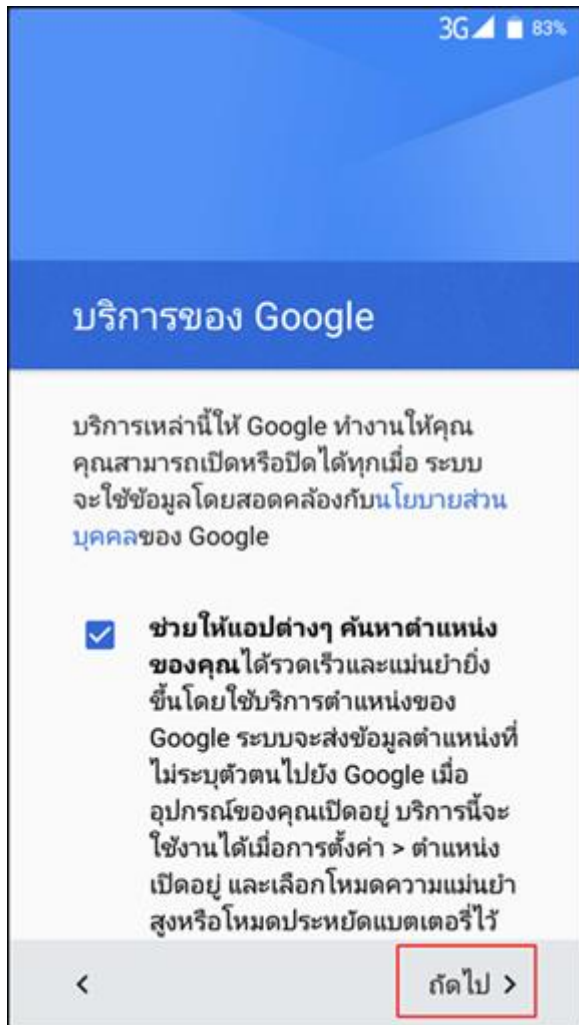 3G 83%
บริการของ Google
บริการเหล่านี้ให้ Google ทำงานให้คุณ
คุณสามารถเปิดหรือปิดได้ทุกเมื่อ ระบบ
จะใช้ข้อมูลโดยสอดคล้องกับนโยบายส่วน
บุคคลของ Google
ช่วยให้แอปต่างๆ ค้นหาตำแหน่ง
ของคุณได้รวดเร็วและแม่นยำยิ่ง
ขึ้นโดยใช้บริการตำแหน่งของ
Google ระบบจะส่งข้อมูลตำแหน่งที่
ไม่ระบุตัวตนไปยัง Google เมื่อ
อุปกรณ์ของคุณเปิดอยู่ บริการนี้จะ
ใช้งานได้เมื่อการตั้งค่า > ตำแหน่ง
เปิดอยู่ และเลือกโหมดความแม่นยำ
สูงหรือโหมดประหยัดแบตเตอรี่ไว้
< ถัดไป >